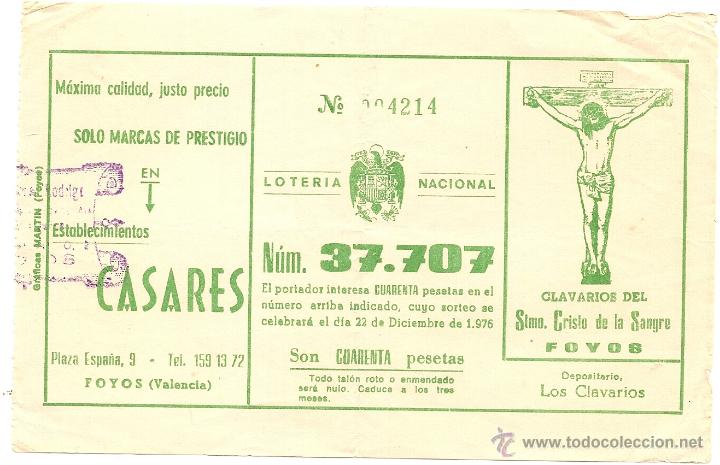 Máxima calidad, justo precio
SOLO MARCAS DE PRESTIGIO
EN
Establecimientos
CASARES
Plaza España, 9 - Tel. 159 13 72
FOYOS (Valencia)
Gráficas MARTIN (Foyos)
Nº 4214
LOTERIA NACIONAL
Núm. 37.707
El portador interesa CUARENTA pesetas en el
número arriba indicado, cuyo sorteo se
celebrará el día 22 de Diciembre de 1.976
Son CUARENTA pesetas
Todo talón roto o enmendado
será nulo. Caduca a los tres
meses.
CLAVARIOS DEL
Stmo. Cristo de la Sangre
FOYOS
Depositario,
Los Clavarios
www.todocoleccion.net